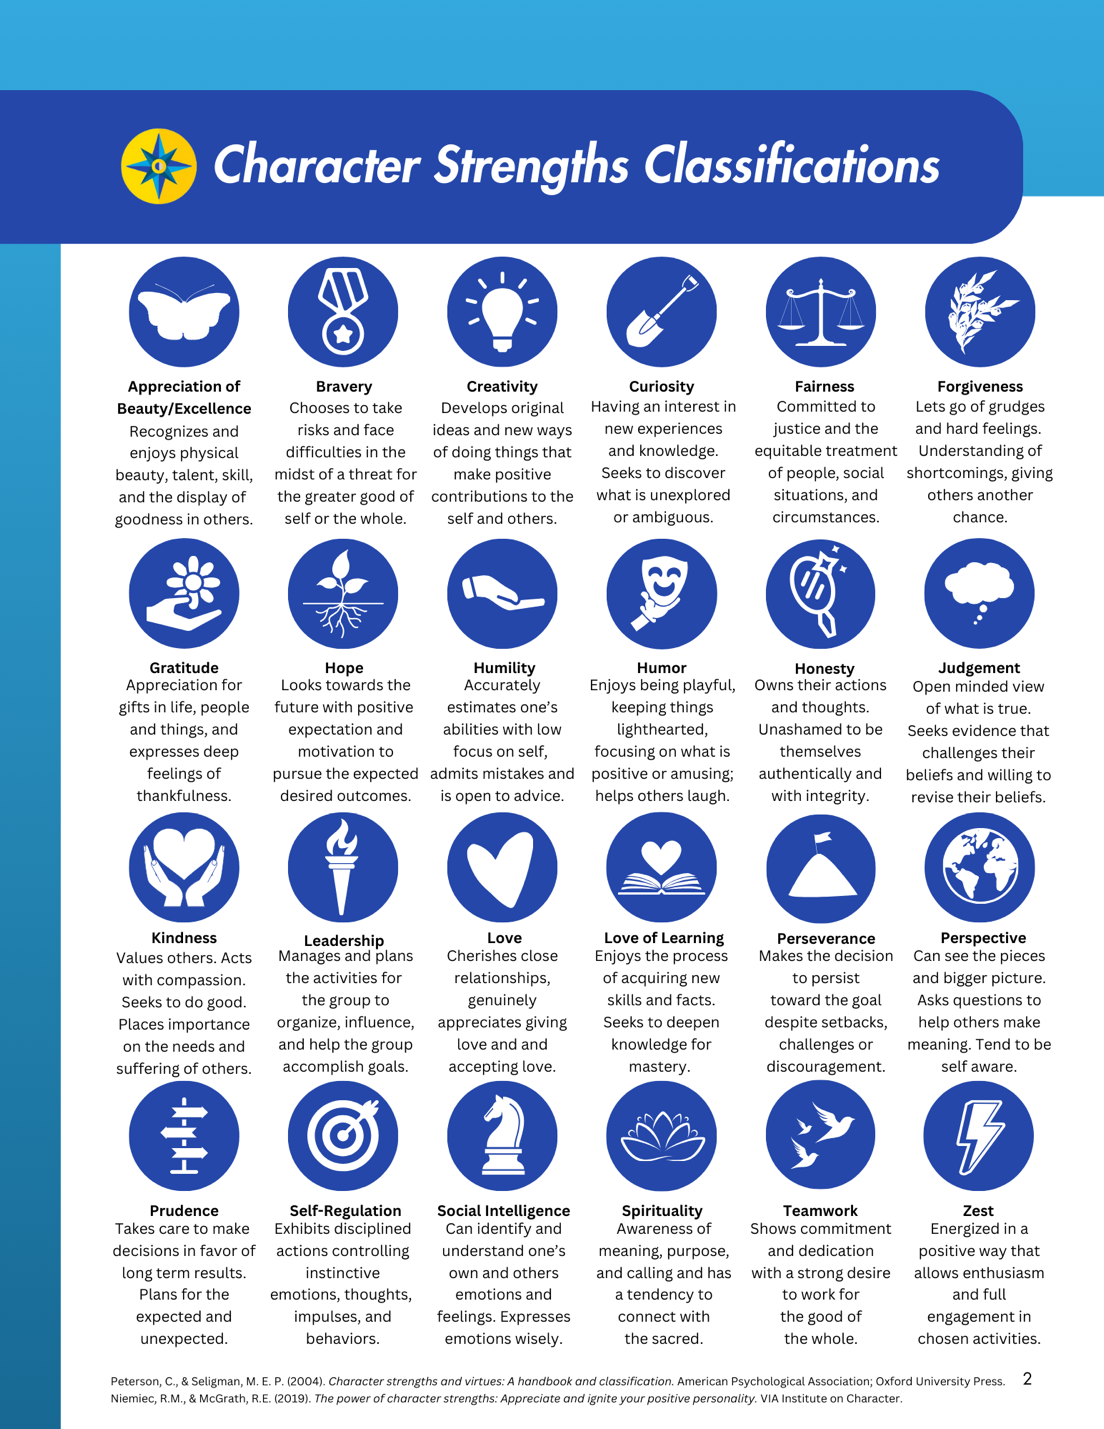 Character Strengths Classifications
Appreciation of
Beauty/Excellence
Recognizes and
enjoys physical
beauty, talent, skill,
and the display of
goodness in others.
Bravery
Chooses to take
risks and face
difficulties in the
midst of a threat for
the greater good of
self or the whole.
Creativity
Develops original
ideas and new ways
of doing things that
make positive
contributions to the
self and others.
Curiosity
Having an interest in
new experiences
and knowledge.
Seeks to discover
what is unexplored
or ambiguous.
Fairness
Committed to
justice and the
equitable treatment
of people, social
situations, and
circumstances.
Forgiveness
Lets go of grudges
and hard feelings.
Understanding of
shortcomings, giving
others another
chance.
Gratitude
Appreciation for
gifts in life, people
and things, and
expresses deep
feelings of
thankfulness.
Hope
Looks towards the
future with positive
expectation and
motivation to
pursue the expected
desired outcomes.
Humility
Accurately
estimates one's
abilities with low
focus on self,
admits mistakes and
is open to advice.
Humor
Enjoys being playful,
keeping things
lighthearted,
focusing on what is
positive or amusing;
helps others laugh.
Honesty
Owns their actions
and thoughts.
Unashamed to be
themselves
authentically and
with integrity.
Judgement
Open minded view
of what is true.
Seeks evidence that
challenges their
beliefs and willing to
revise their beliefs.
Kindness
Values others. Acts
with compassion.
Seeks to do good.
Places importance
on the needs and
suffering of others.
Leadership
Manages and plans
the activities for
the group to
organize, influence,
and help the group
accomplish goals.
Love
Cherishes close
relationships,
genuinely
appreciates giving
love and and
accepting love.
Love of Learning
Enjoys the process
of acquiring new
skills and facts.
Seeks to deepen
knowledge for
mastery.
Perseverance
Makes the decision
to persist
toward the goal
despite setbacks,
challenges or
discouragement.
Perspective
Can see the pieces
and bigger picture.
Asks questions to
help others make
meaning. Tend to be
self aware.
Prudence
Takes care to make
decisions in favor of
long term results.
Plans for the
expected and
unexpected.
Self-Regulation
Exhibits disciplined
actions controlling
instinctive
emotions, thoughts,
impulses, and
behaviors.
Social Intelligence
Can identify and
understand one's
own and others
emotions and
feelings. Expresses
emotions wisely.
Spirituality
Awareness of
meaning, purpose,
and calling and has
a tendency to
connect with
the sacred.
Teamwork
Shows commitment
and dedication
with a strong desire
to work for
the good of
the whole.
Zest
Energized in a
positive way that
allows enthusiasm
and full
engagement in
chosen activities.
Peterson, C., & Seligman, M. E. P. (2004). Character strengths and virtues: A handbook and classification. American Psychological Association; Oxford University Press.
Niemiec, R.M., & McGrath, R.E. (2019). The power of character strengths: Appreciate and ignite your positive personality. VIA Institute on Character.
2